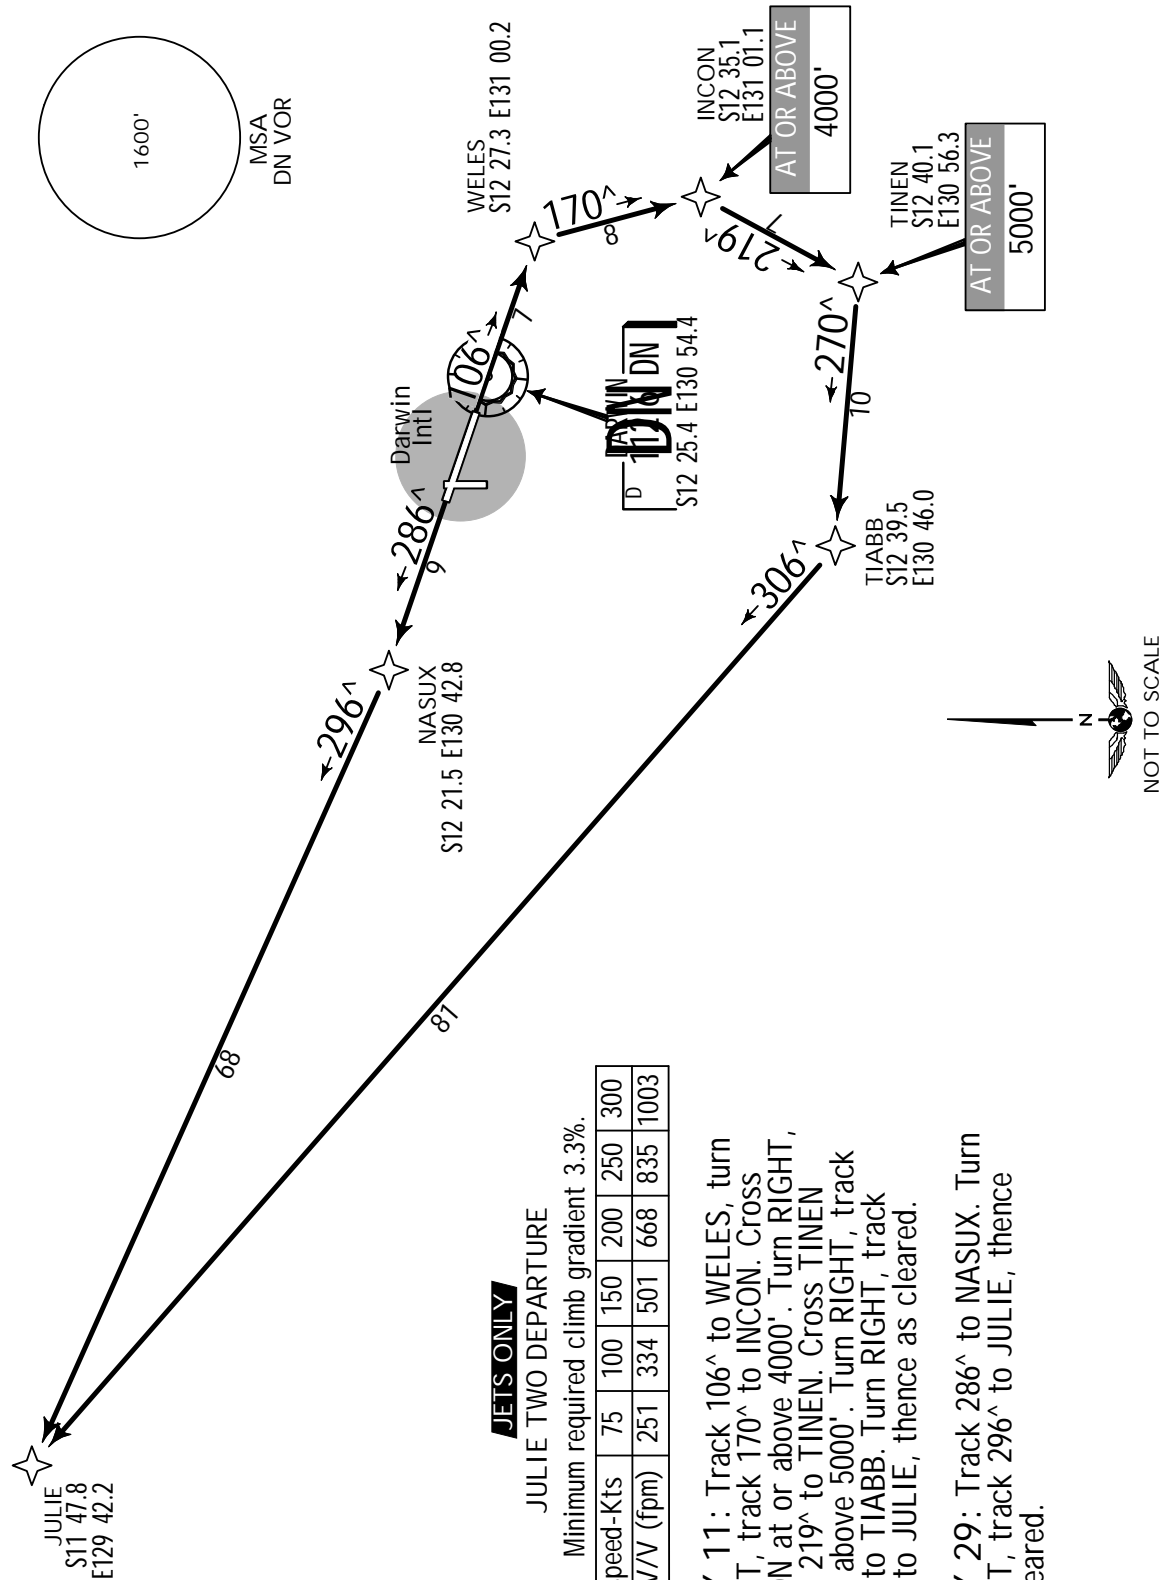 1600'
MSA
DN VOR
WELES
S12 27.3 E131 00.2
INCON
S12 35.1
E131 01.1
AT OR ABOVE
4000'
TINEN
S12 40.1
E130 56.3
AT OR ABOVE
5000'
170^
8
219^
7
106^
7
270^
10
Darwin
Intl
D
DN
S12 25.4 E130 54.4
286^
9
TIABB
S12 39.5
E130 46.0
306^
NASUX
S12 21.5 E130 42.8
296^
68
81
N
NOT TO SCALE
JULIE
S11 47.8
E129 42.2
JETS ONLY
JULIE TWO DEPARTURE
Minimum required climb gradient 3.3%.
peed-Kts 75 100 150 200 250 300
V/V (fpm) 251 334 501 668 835 1003
11: Track 106^ to WELES, turn
T, track 170^ to INCON. Cross
ON at or above 4000'. Turn RIGHT,
219^ to TINEN. Cross TINEN
above 5000'. Turn RIGHT, track
to TIABB. Turn RIGHT, track
to JULIE, thence as cleared.
29: Track 286^ to NASUX. Turn
T, track 296^ to JULIE, thence
eared.